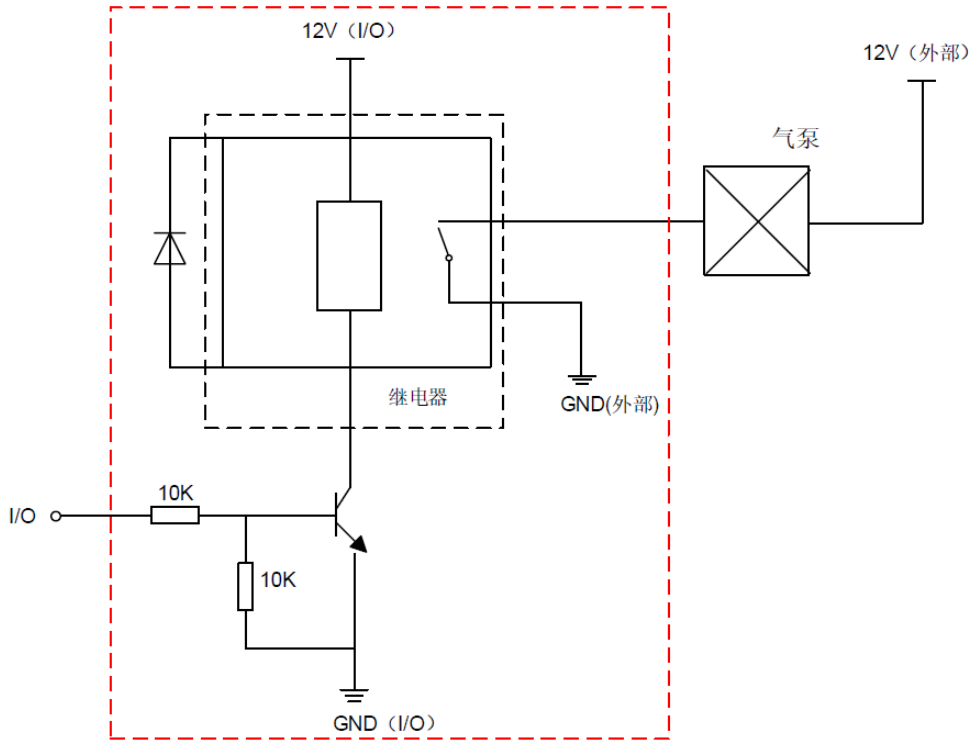 12V（I/O）
12V（外部）
气泵
继电器
GND(外部)
10K
I/O
10K
GND（I/O）